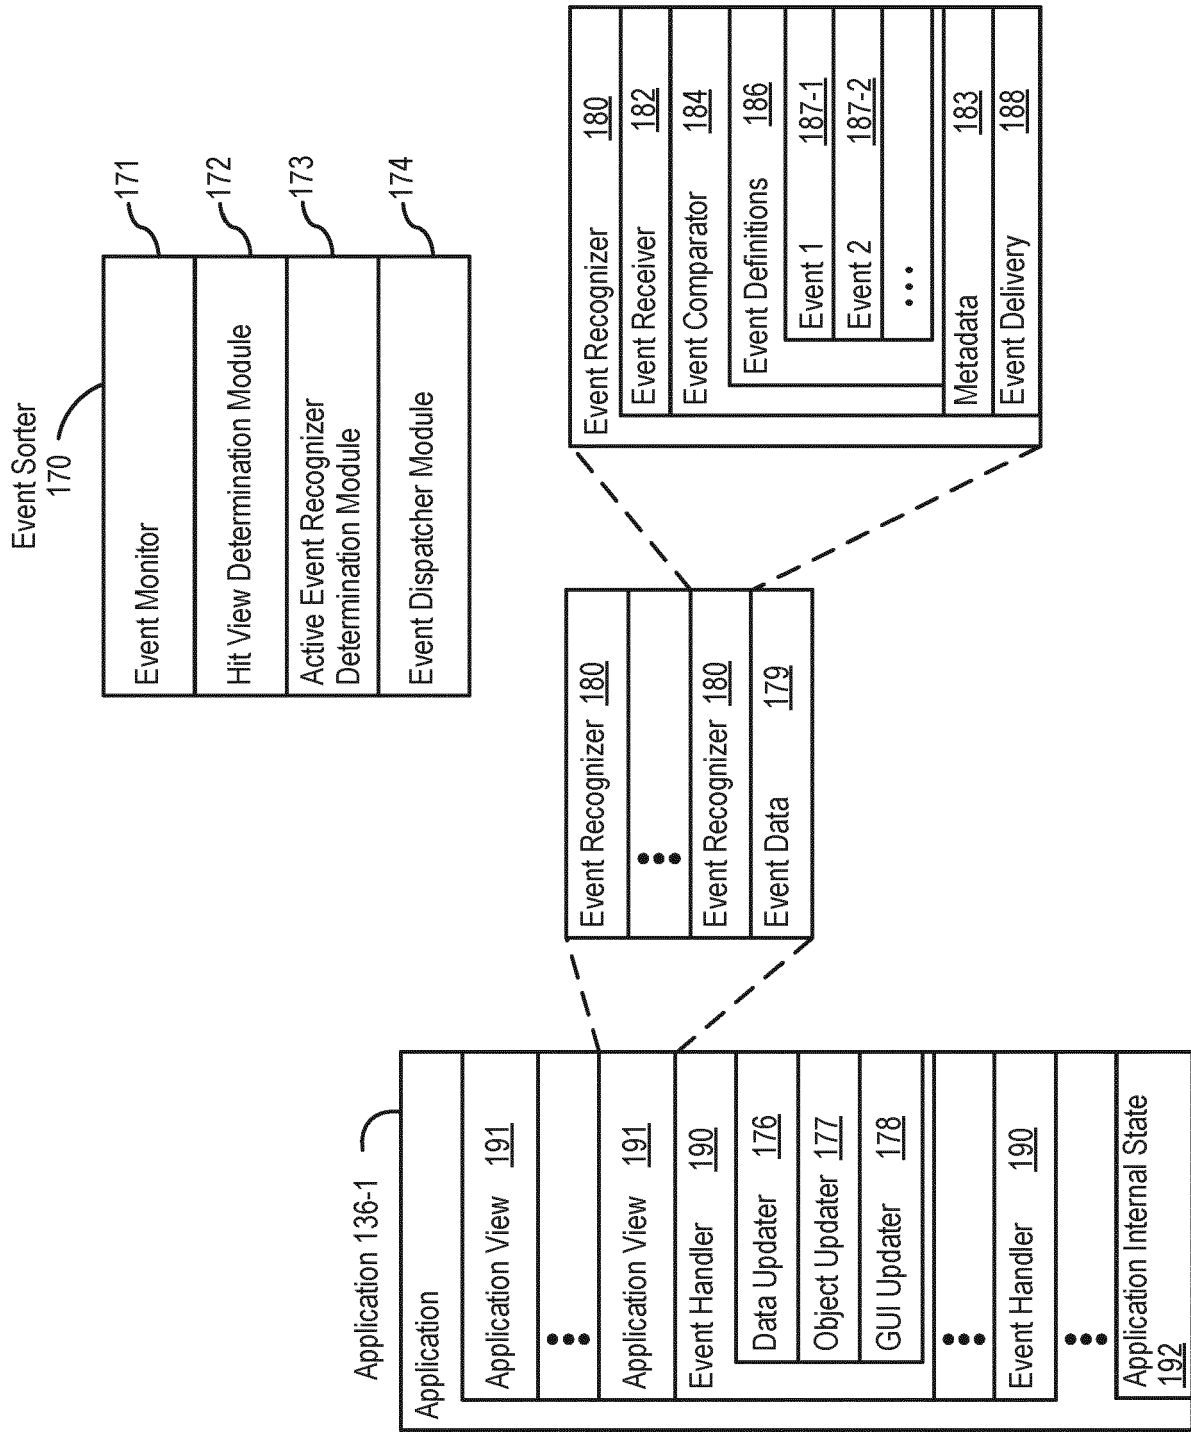 Event Sorter
170
Event Monitor
171
Hit View Determination Module
172
Active Event Recognizer
Determination Module
173
Event Dispatcher Module
174
Application 136-1
Application
Application View 191
Application View 191
Event Handler 190
Data Updater 176
Object Updater 177
GUI Updater 178
Event Handler 190
Application Internal State
192
Event Recognizer 180
Event Recognizer 180
Event Data 179
Event Recognizer 180
Event Receiver 182
Event Comparator 184
Event Definitions 186
Event 1 187-1
Event 2 187-2
Metadata 183
Event Delivery 188